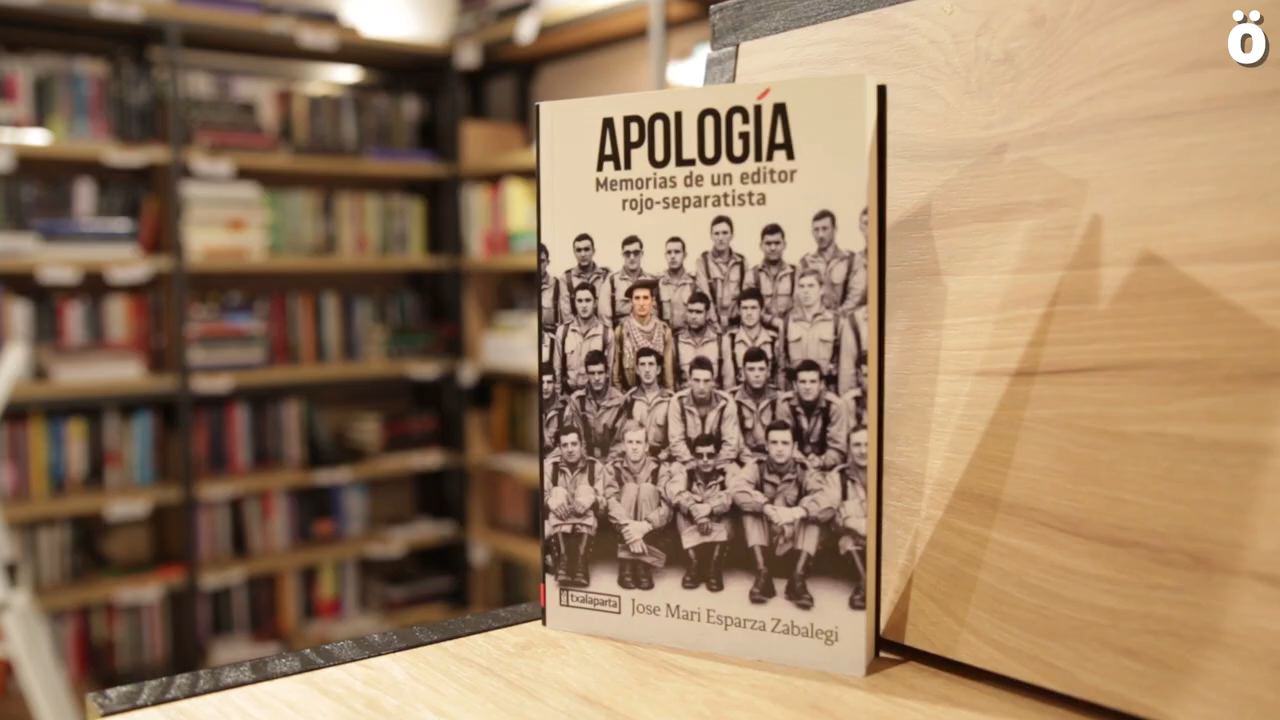 ö
APOLOGÍA
Memorias de un editor
rojo-separatista
txalaparta
Jose Mari Esparza Zabalegi